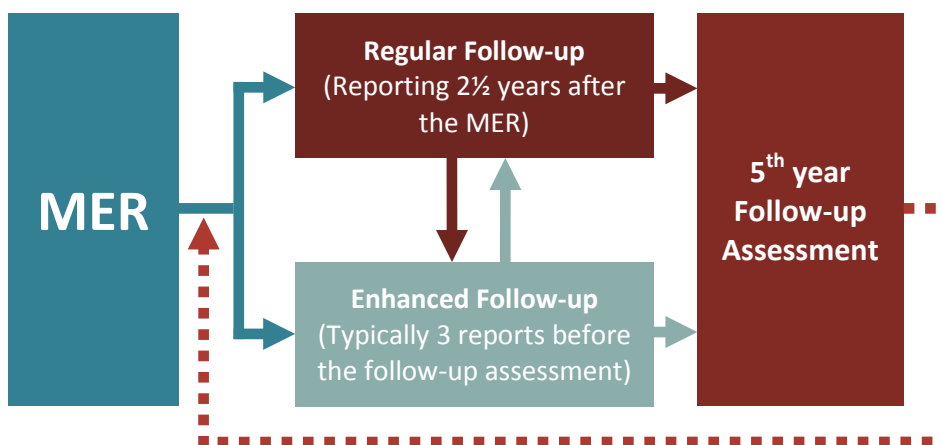 MER
Regular Follow-up
(Reporting 2½ years after
the MER)
Enhanced Follow-up
(Typically 3 reports before
the follow-up assessment)
5th year
Follow-up
Assessment